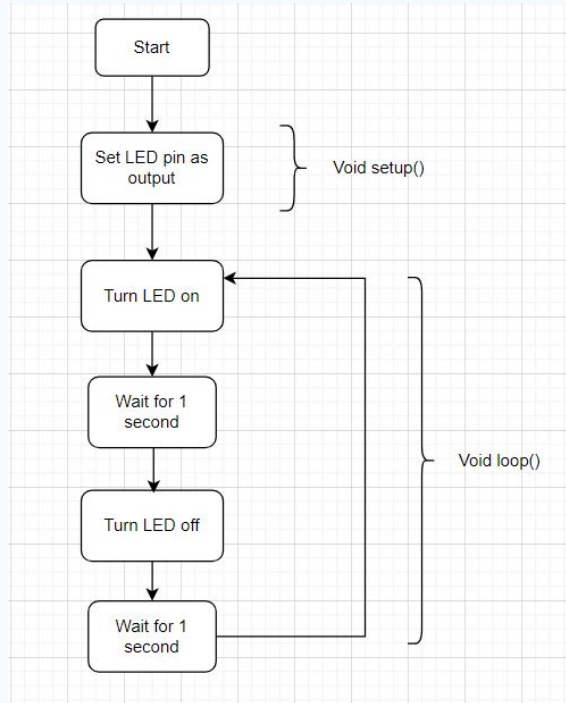 Start
Set LED pin as
output
Void setup()
Turn LED on
Wait for 1
second
Void loop()
Turn LED off
Wait for 1
second